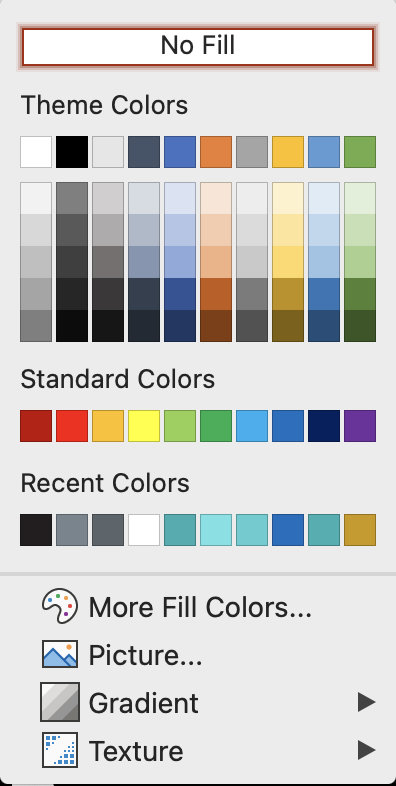 No Fill
Theme Colors
Standard Colors
Recent Colors
More Fill Colors...
Picture...
Gradient
Texture